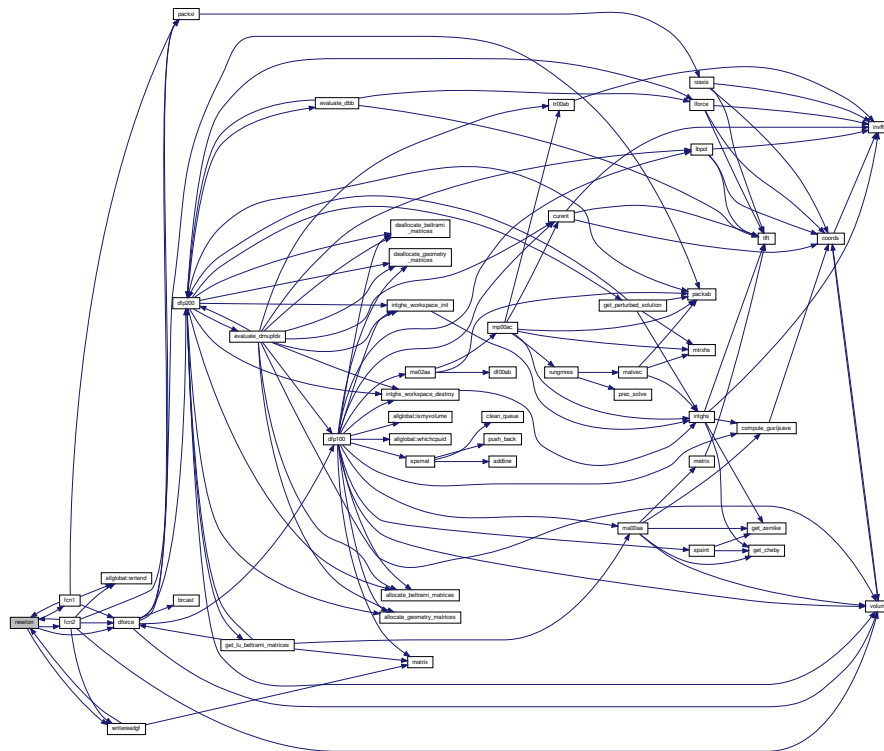 packxi
rzaxis
evaluate_dbb
tr00ab
lforce
invfft
lbpol
curent
deallocate_beltrami
_matrices
tfft
coords
deallocate_geometry
_matrices
packab
dfp200
intghs_workspace_init
get_perturbed_solution
mp00ac
evaluate_dmupfdx
mtrxhs
ma02aa
df00ab
rungmres
matvec
intghs_workspace_destroy
prec_solve
allglobal::ismyvolume
clean_queue
intghs
compute_guvijsave
dfp100
allglobal::whichcpuid
push_back
spsmat
addline
metrix
ma00aa
get_zernike
spsint
get_cheby
allglobal::wrtend
allocate_beltrami_matrices
fcn1
brcast
volum
allocate_geometry_matrices
newton
fcn2
dforce
get_lu_beltrami_matrices
matrix
writereadgf